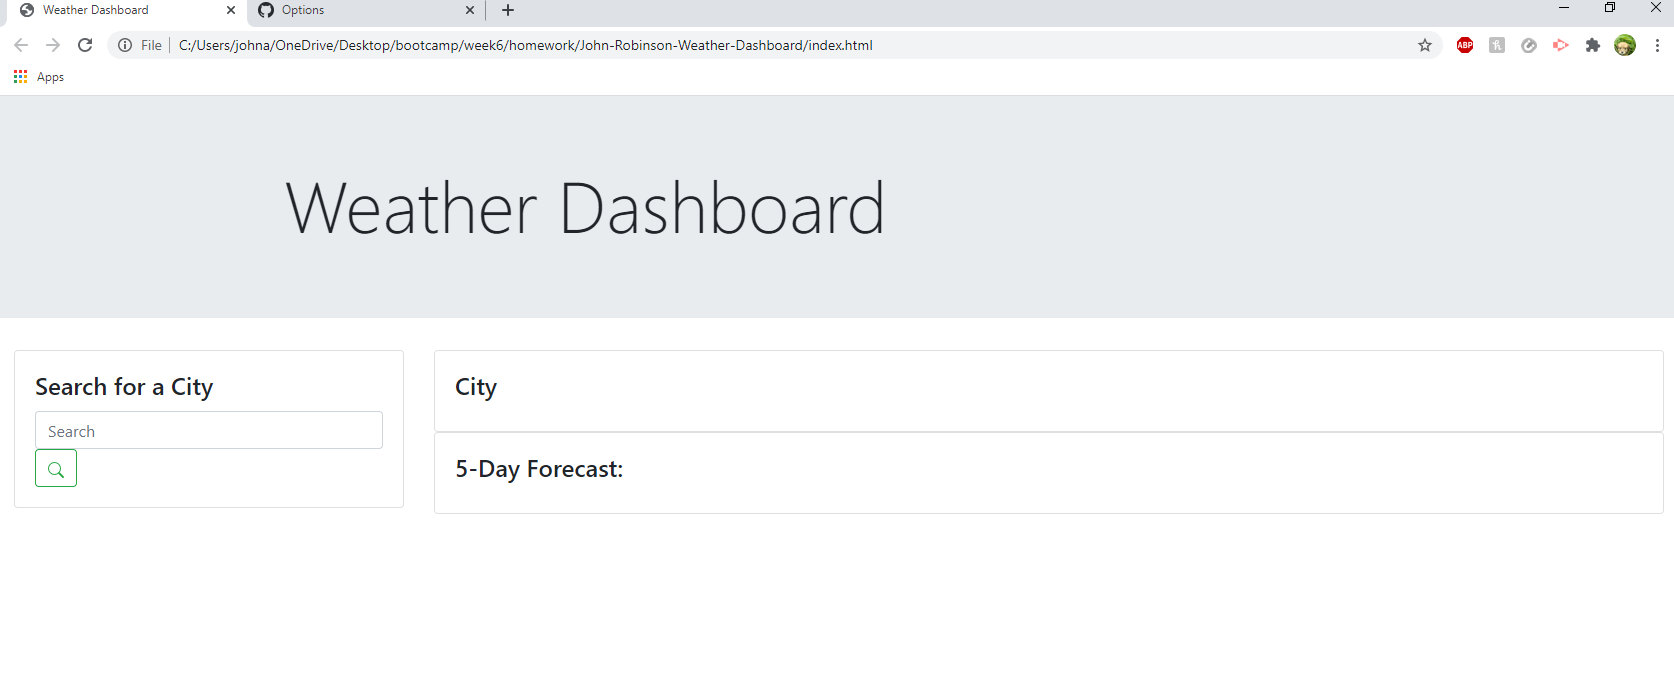 Weather Dashboard
Options
File
C:/Users/johna/OneDrive/Desktop/bootcamp/week6/homework/John-Robinson-Weather-Dashboard/index.html
ABP
Apps
Weather Dashboard
Search for a City
Search
City
5-Day Forecast: